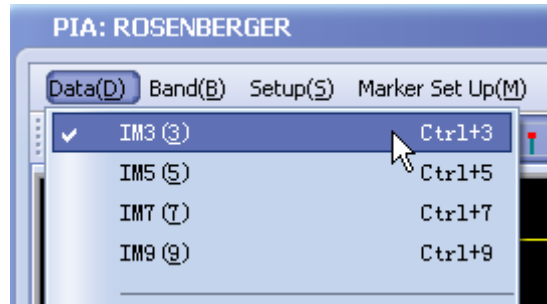 PIA: ROSENBERGER
Data(D) Band(B) Setup(S) Marker Set Up(M)
IM3 (3) Ctrl+3
IM5 (5) Ctrl+5
IM7 (7) Ctrl+7
IM9 (9) Ctrl+9